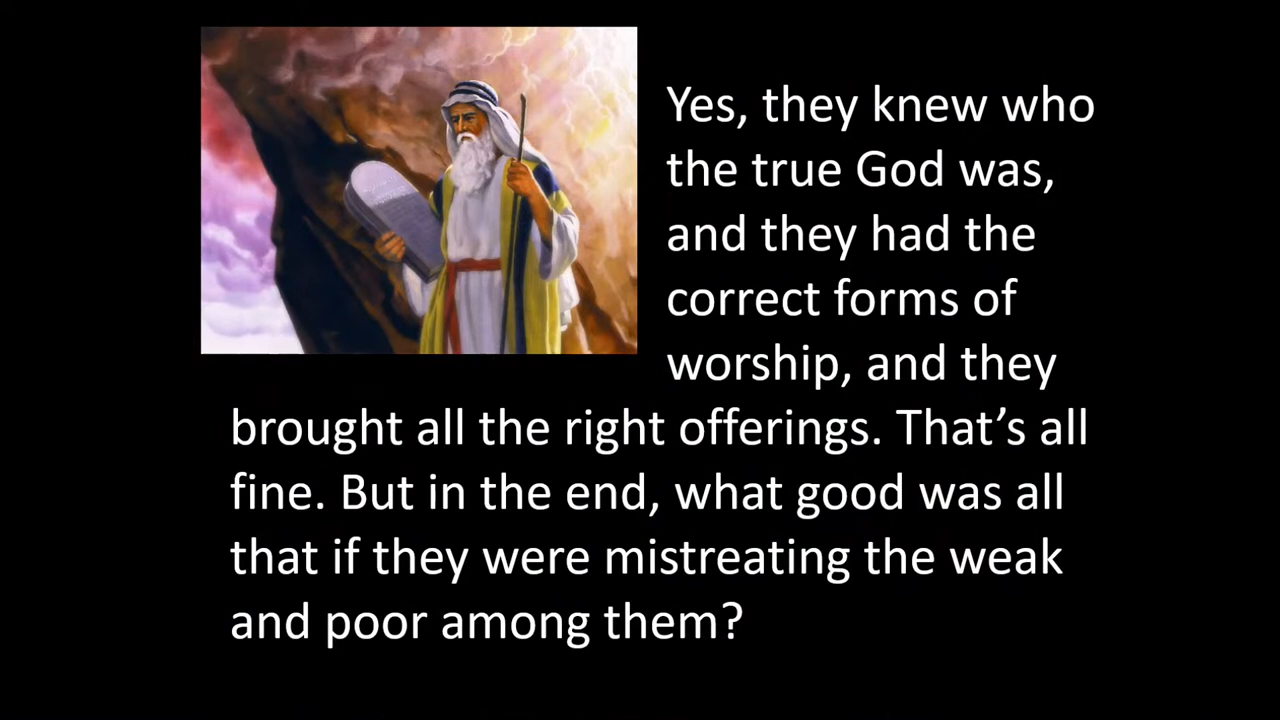 Yes, they knew who
the true God was,
and they had the
correct forms of
worship, and they
brought all the right offerings. That’s all
fine. But in the end, what good was all
that if they were mistreating the weak
and poor among them?